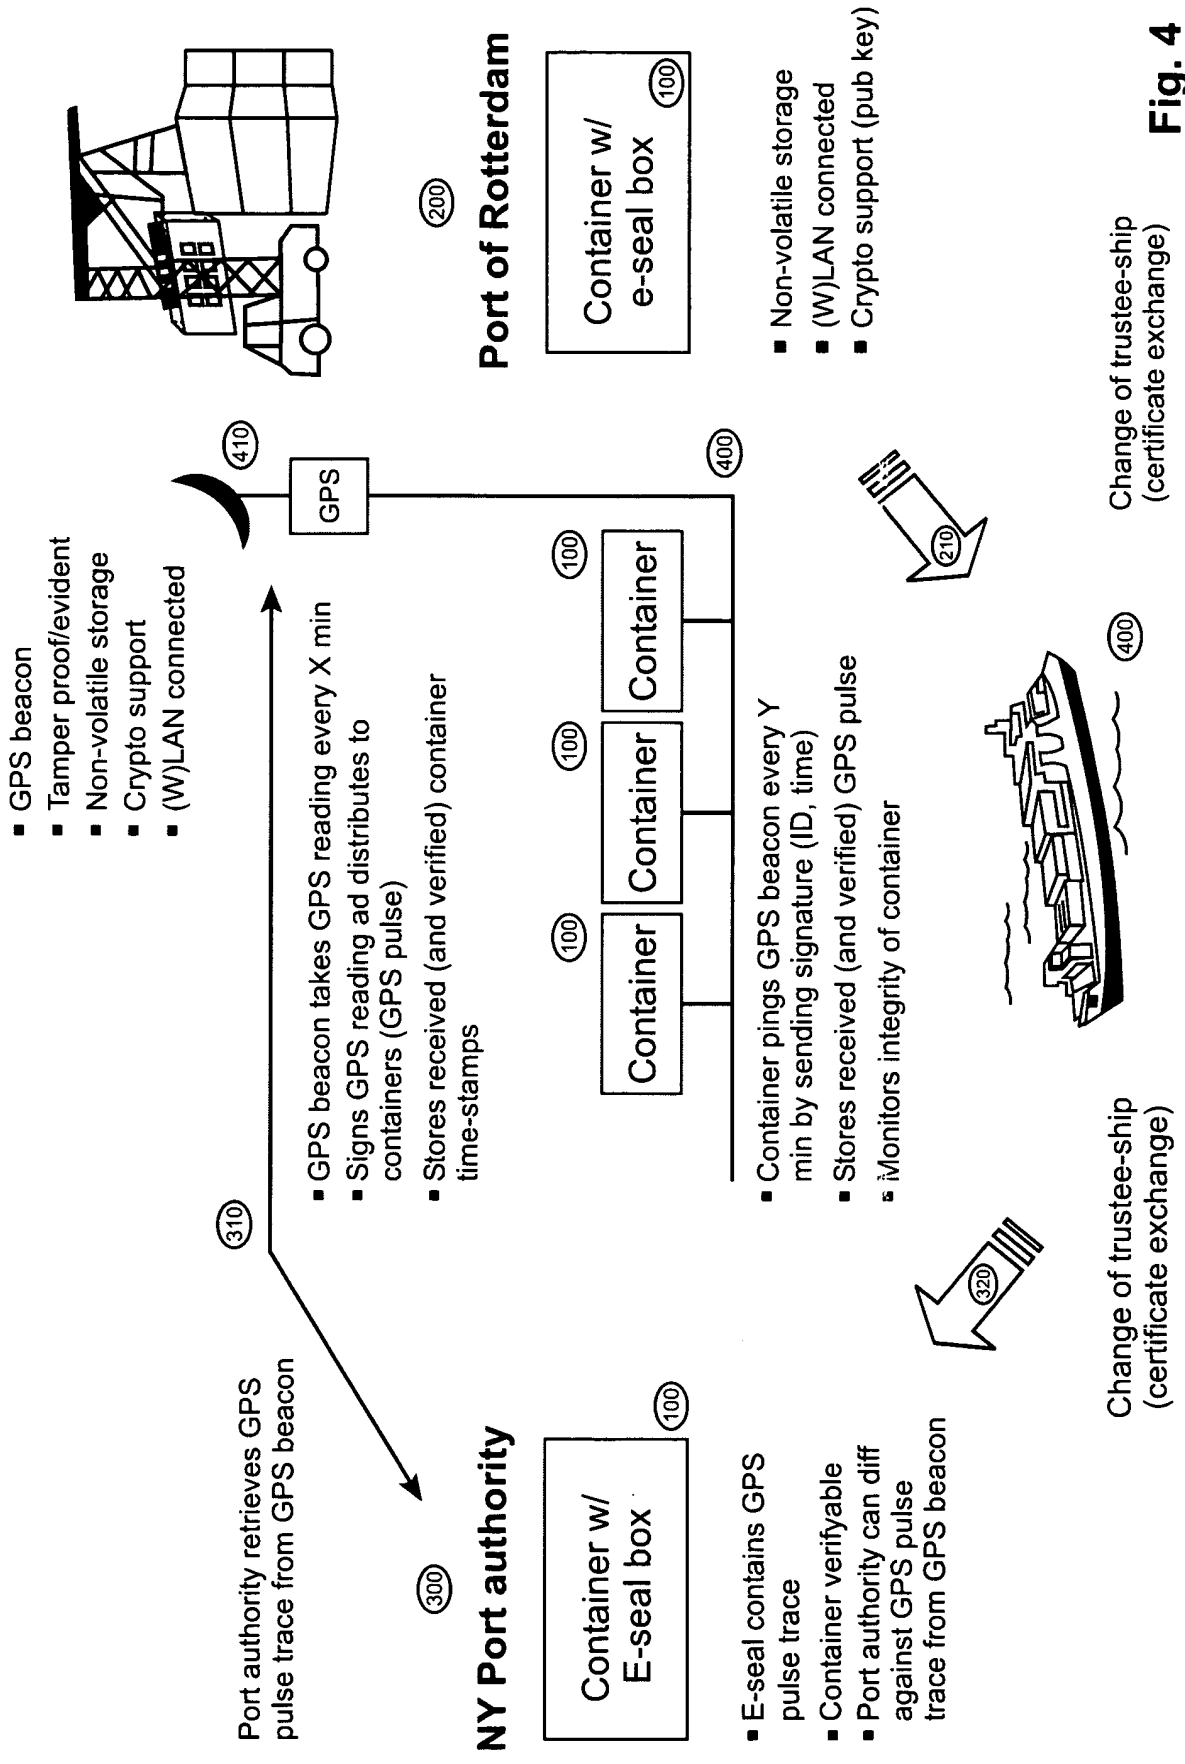 Port authority retrieves GPS
pulse trace from GPS beacon
310
■ GPS beacon
■ Tamper proof/evident
■ Non-volatile storage
■ Crypto support
■ (W)LAN connected
410
GPS
■ GPS beacon takes GPS reading every X min
■ Signs GPS reading ad distributes to
containers (GPS pulse)
■ Stores received (and verified) container
time-stamps
300
NY Port authority
Container w/
E-seal box
100
■ E-seal contains GPS
pulse trace
■ Container verifyable
■ Port authority can diff
against GPS pulse
trace from GPS beacon
100
Container
100
Container
100
Container
400
■ Container pings GPS beacon every Y
min by sending signature (ID, time)
■ Stores received (and verified) GPS pulse
■ Monitors integrity of container
200
Port of Rotterdam
Container w/
e-seal box
100
■ Non-volatile storage
■ (W)LAN connected
■ Crypto support (pub key)
320
Change of trustee-ship
(certificate exchange)
400
210
Change of trustee-ship
(certificate exchange)
Fig. 4